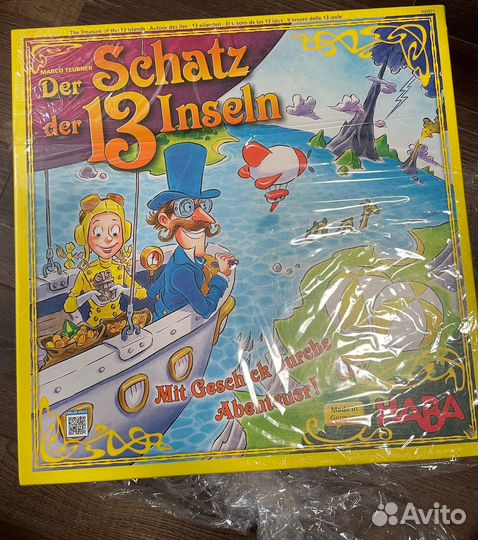 The Treasure of the 13 Islands · Autour des îles · 13 eilanden · El tesoro de las 13 islas · Il tesoro delle 13 isole
MARCO TEUBNER
Der Schatz
der 13 Inseln
Mit Geschick durchs
Abenteuer!
Made in
Germany
HABA
Avito